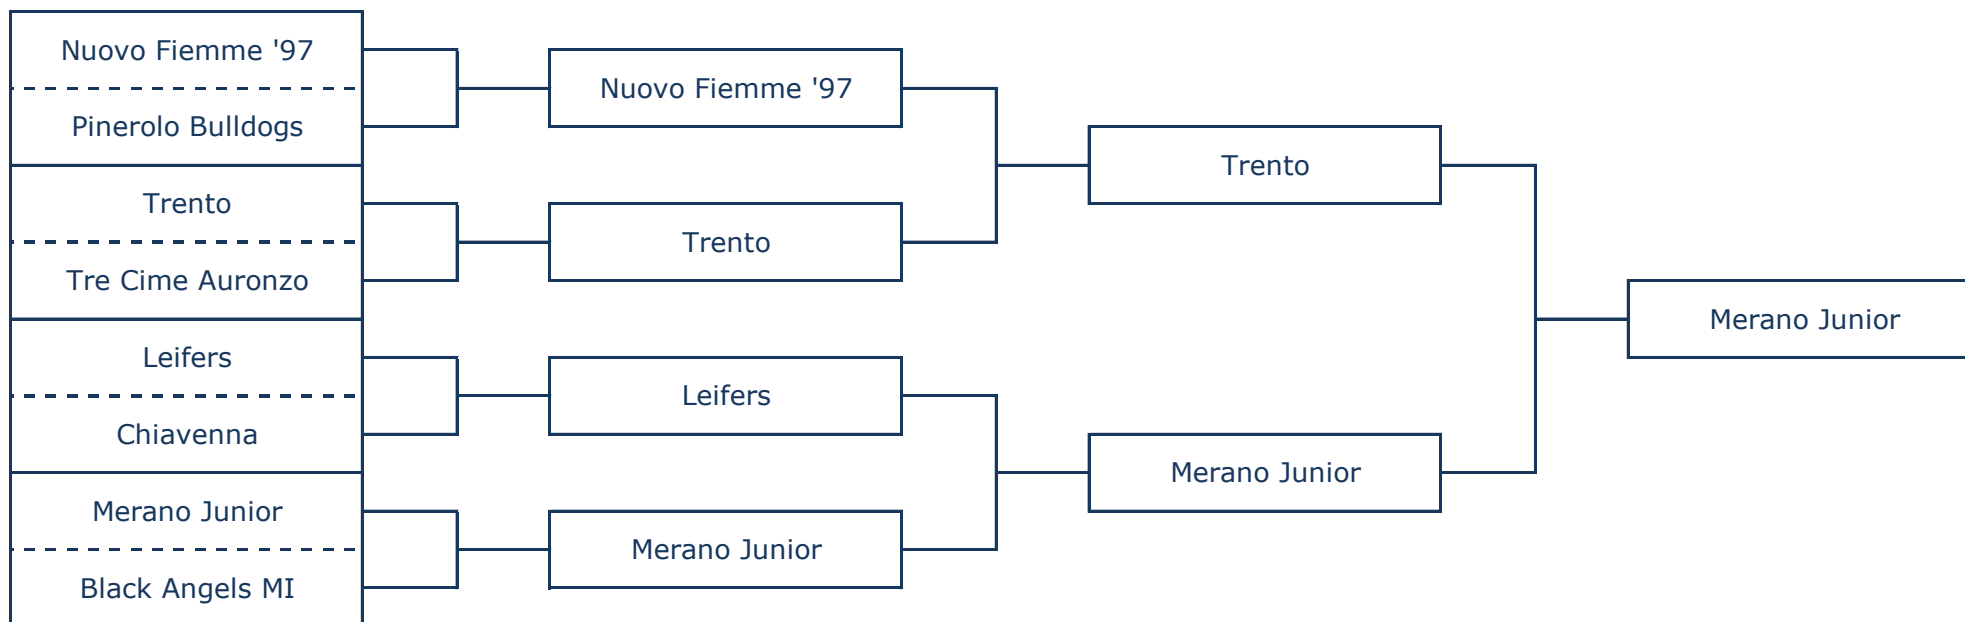 Nuovo Fiemme '97
Pinerolo Bulldogs
Trento
Tre Cime Auronzo
Leifers
Chiavenna
Merano Junior
Black Angels MI
Nuovo Fiemme '97
Trento
Leifers
Merano Junior
Trento
Merano Junior
Merano Junior